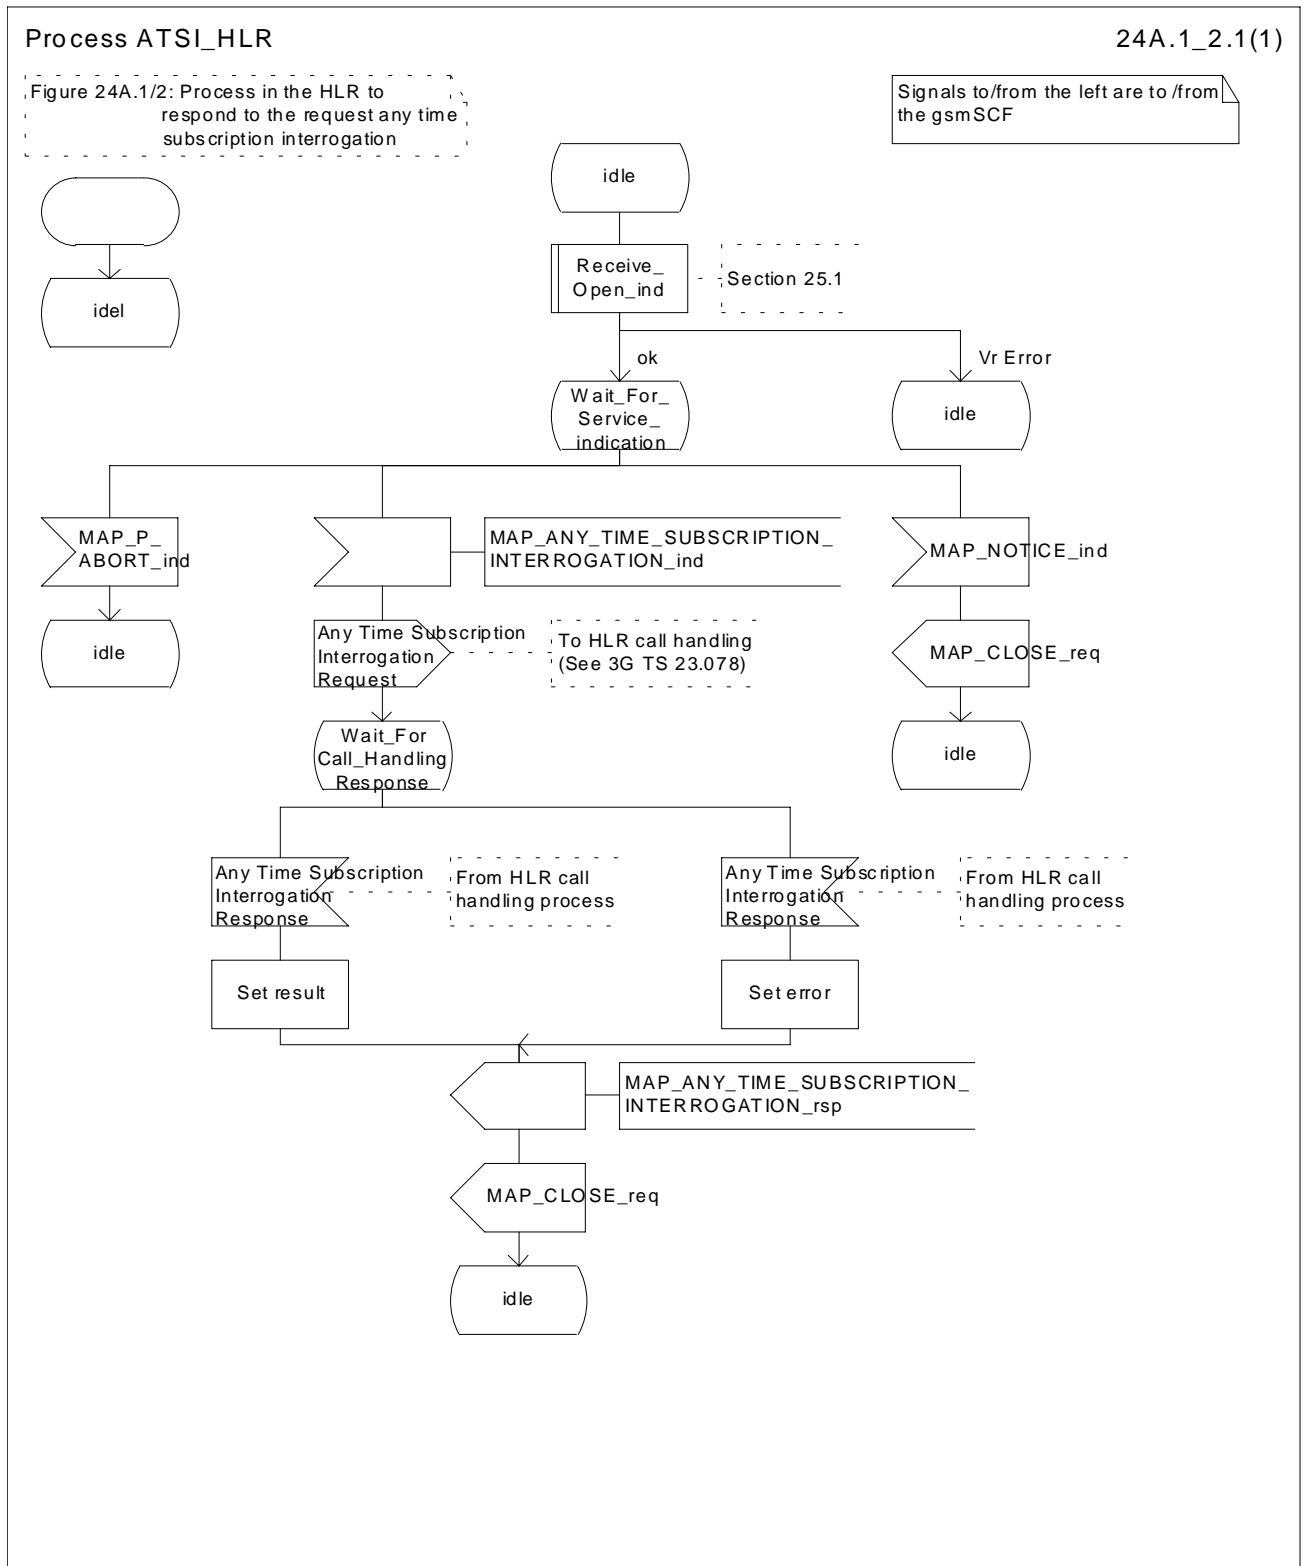 Process ATSI_HLR
24A.1_2.1(1)
Figure 24A.1/2: Process in the HLR to
respond to the request any time
subscription interrogation
Signals to/from the left are to /from
the gsmSCF
idle
Receive_
Open_ind
Section 25.1
idel
ok
Vr Error
Wait_For_
Service_
indication
idle
MAP_P_
ABORT_ind
MAP_ANY_TIME_SUBSCRIPTION_
INTERROGATION_ind
MAP_NOTICE_ind
idle
Any Time Subscription
Interrogation
Request
To HLR call handling
(See 3G TS 23.078)
MAP_CLOSE_req
Wait_For
Call_Handling
Response
idle
Any Time Subscription
Interrogation
Response
From HLR call
handling process
Any Time Subscription
Interrogation
Response
From HLR call
handling process
Set result
Set error
MAP_ANY_TIME_SUBSCRIPTION_
INTERROGATION_rsp
MAP_CLOSE_req
idle